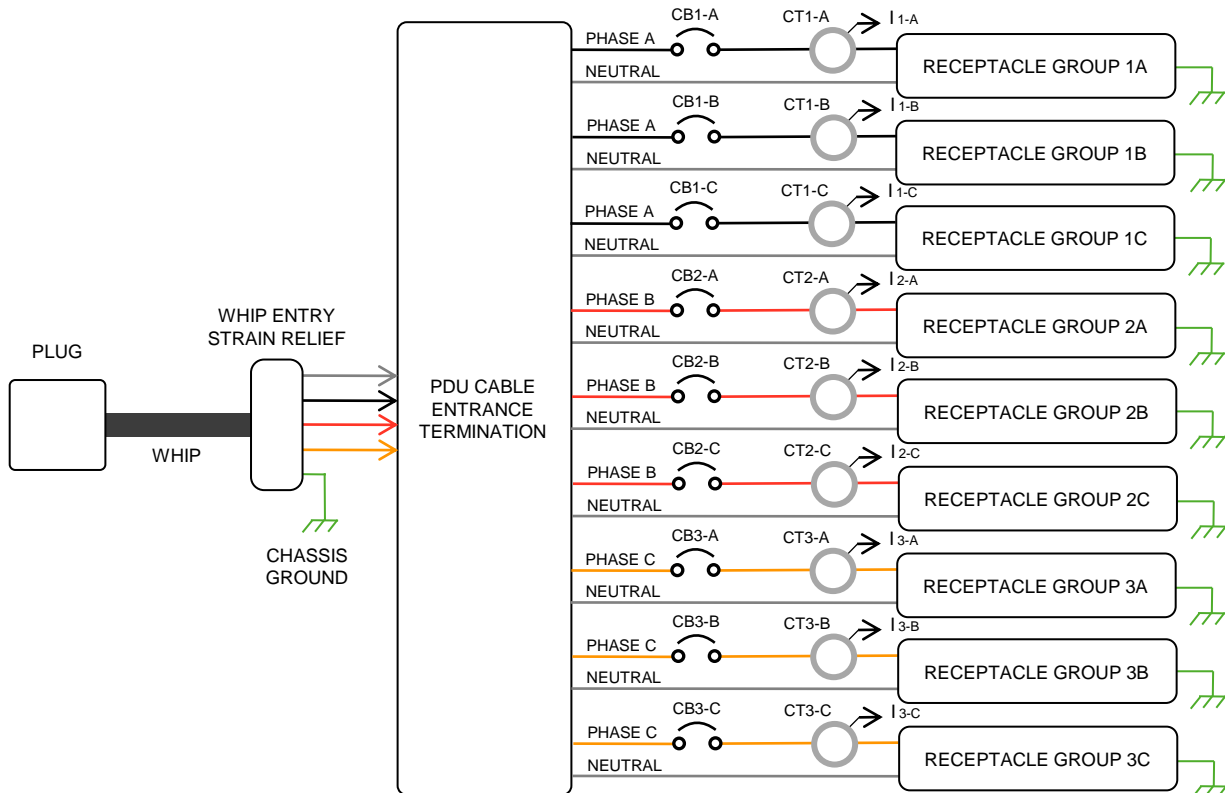 PLUG
WHIP
WHIP ENTRY
STRAIN RELIEF
CHASSIS
GROUND
PDU CABLE
ENTRANCE
TERMINATION
CB1-A
CT1-A
I 1-A
PHASE A
NEUTRAL
RECEPTACLE GROUP 1A
CB1-B
CT1-B
I 1-B
PHASE A
NEUTRAL
RECEPTACLE GROUP 1B
CB1-C
CT1-C
I 1-C
PHASE A
NEUTRAL
RECEPTACLE GROUP 1C
CB2-A
CT2-A
I 2-A
PHASE B
NEUTRAL
RECEPTACLE GROUP 2A
CB2-B
CT2-B
I 2-B
PHASE B
NEUTRAL
RECEPTACLE GROUP 2B
CB2-C
CT2-C
I 2-C
PHASE B
NEUTRAL
RECEPTACLE GROUP 2C
CB3-A
CT3-A
I 3-A
PHASE C
NEUTRAL
RECEPTACLE GROUP 3A
CB3-B
CT3-B
I 3-B
PHASE C
NEUTRAL
RECEPTACLE GROUP 3B
CB3-C
CT3-C
I 3-C
PHASE C
NEUTRAL
RECEPTACLE GROUP 3C